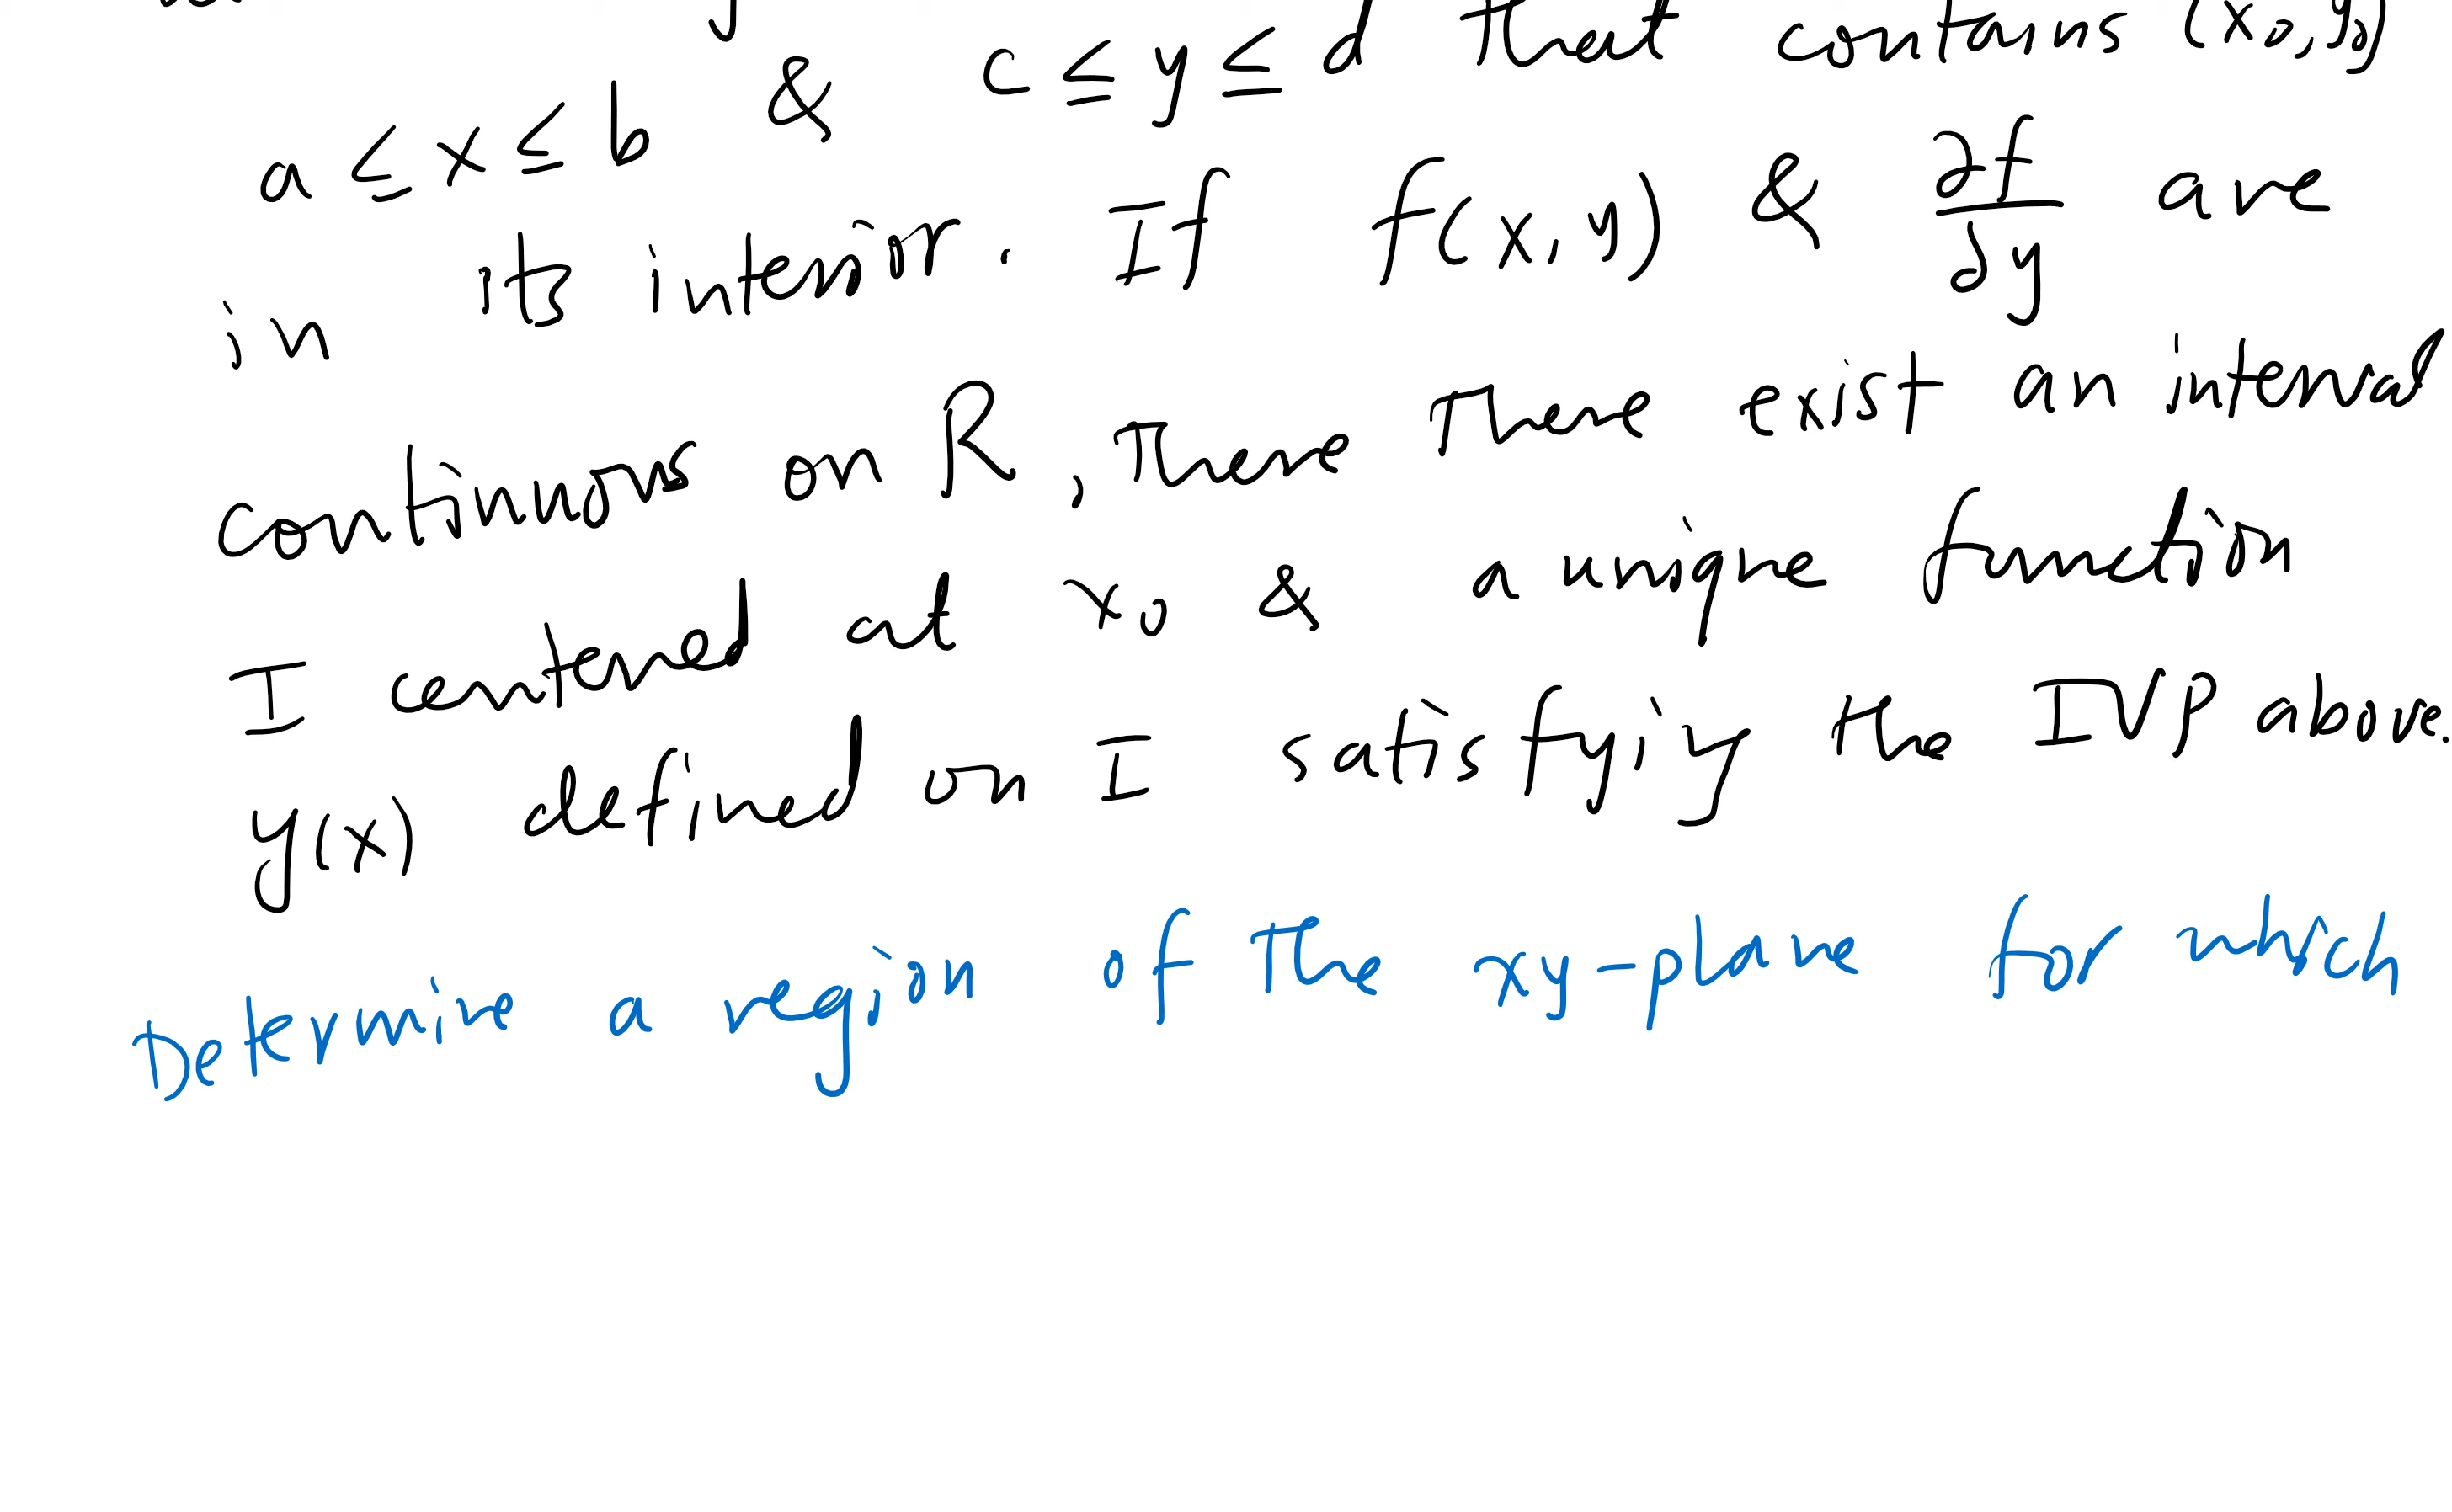 c ≤ y ≤ d that contains (x₀, y₀)
a ≤ x ≤ b &
in its interior. If f(x, y) & ∂f/∂y are
continuous on R, there there exist an interval
I centered at x₀ & a unique function
y(x) defined on I satisfying the IVP above.
Determine a region of the xy-plane for which